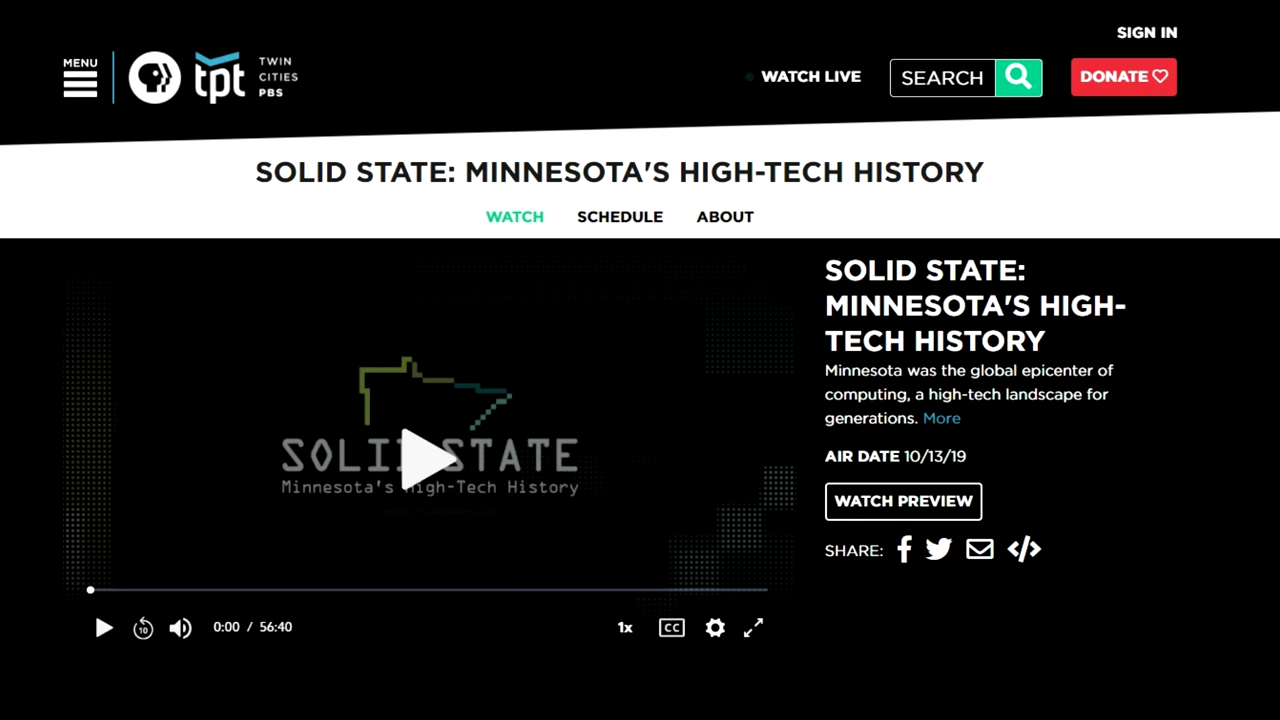 SIGN IN
MENU
tpt
TWIN
CITIES
PBS
WATCH LIVE
SEARCH
DONATE
SOLID STATE: MINNESOTA'S HIGH-TECH HISTORY
WATCH SCHEDULE ABOUT
SOLID STATE
Minnesota's High-Tech History
SOLID STATE:
MINNESOTA'S HIGH-
TECH HISTORY
Minnesota was the global epicenter of
computing, a high-tech landscape for
generations. More
AIR DATE 10/13/19
WATCH PREVIEW
SHARE:
10
0:00 / 56:40
1x
CC